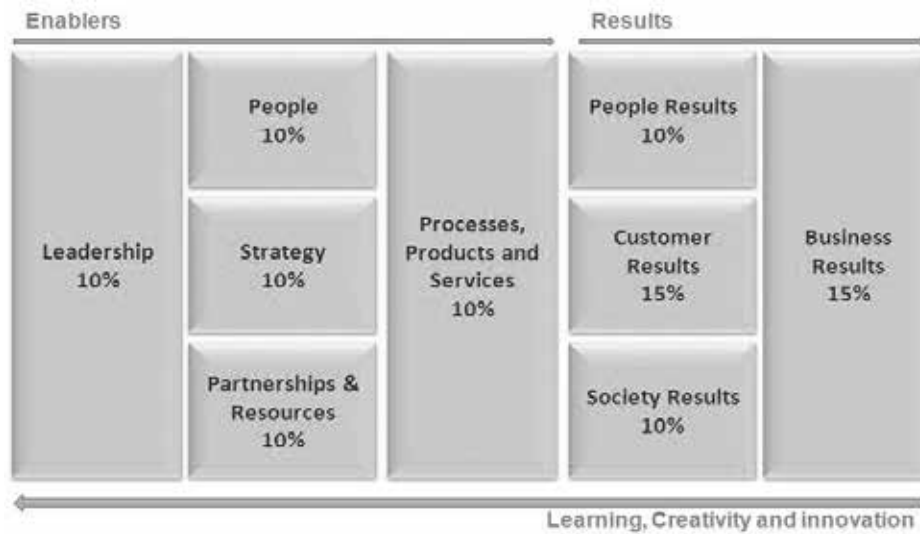 Enablers
Results
Leadership
10%
People
10%
Strategy
10%
Partnerships &
Resources
10%
Processes,
Products and
Services
10%
People Results
10%
Customer
Results
15%
Society Results
10%
Business
Results
15%
Learning, Creativity and innovation